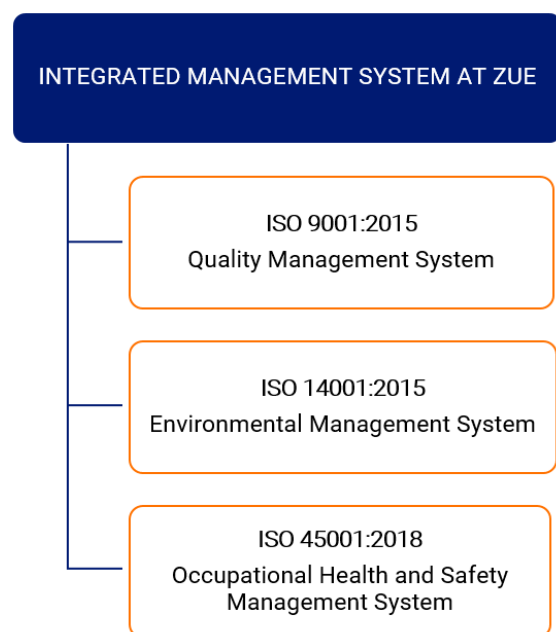 INTEGRATED MANAGEMENT SYSTEM AT ZUE
ISO 9001:2015
Quality Management System
ISO 14001:2015
Environmental Management System
ISO 45001:2018
Occupational Health and Safety
Management System